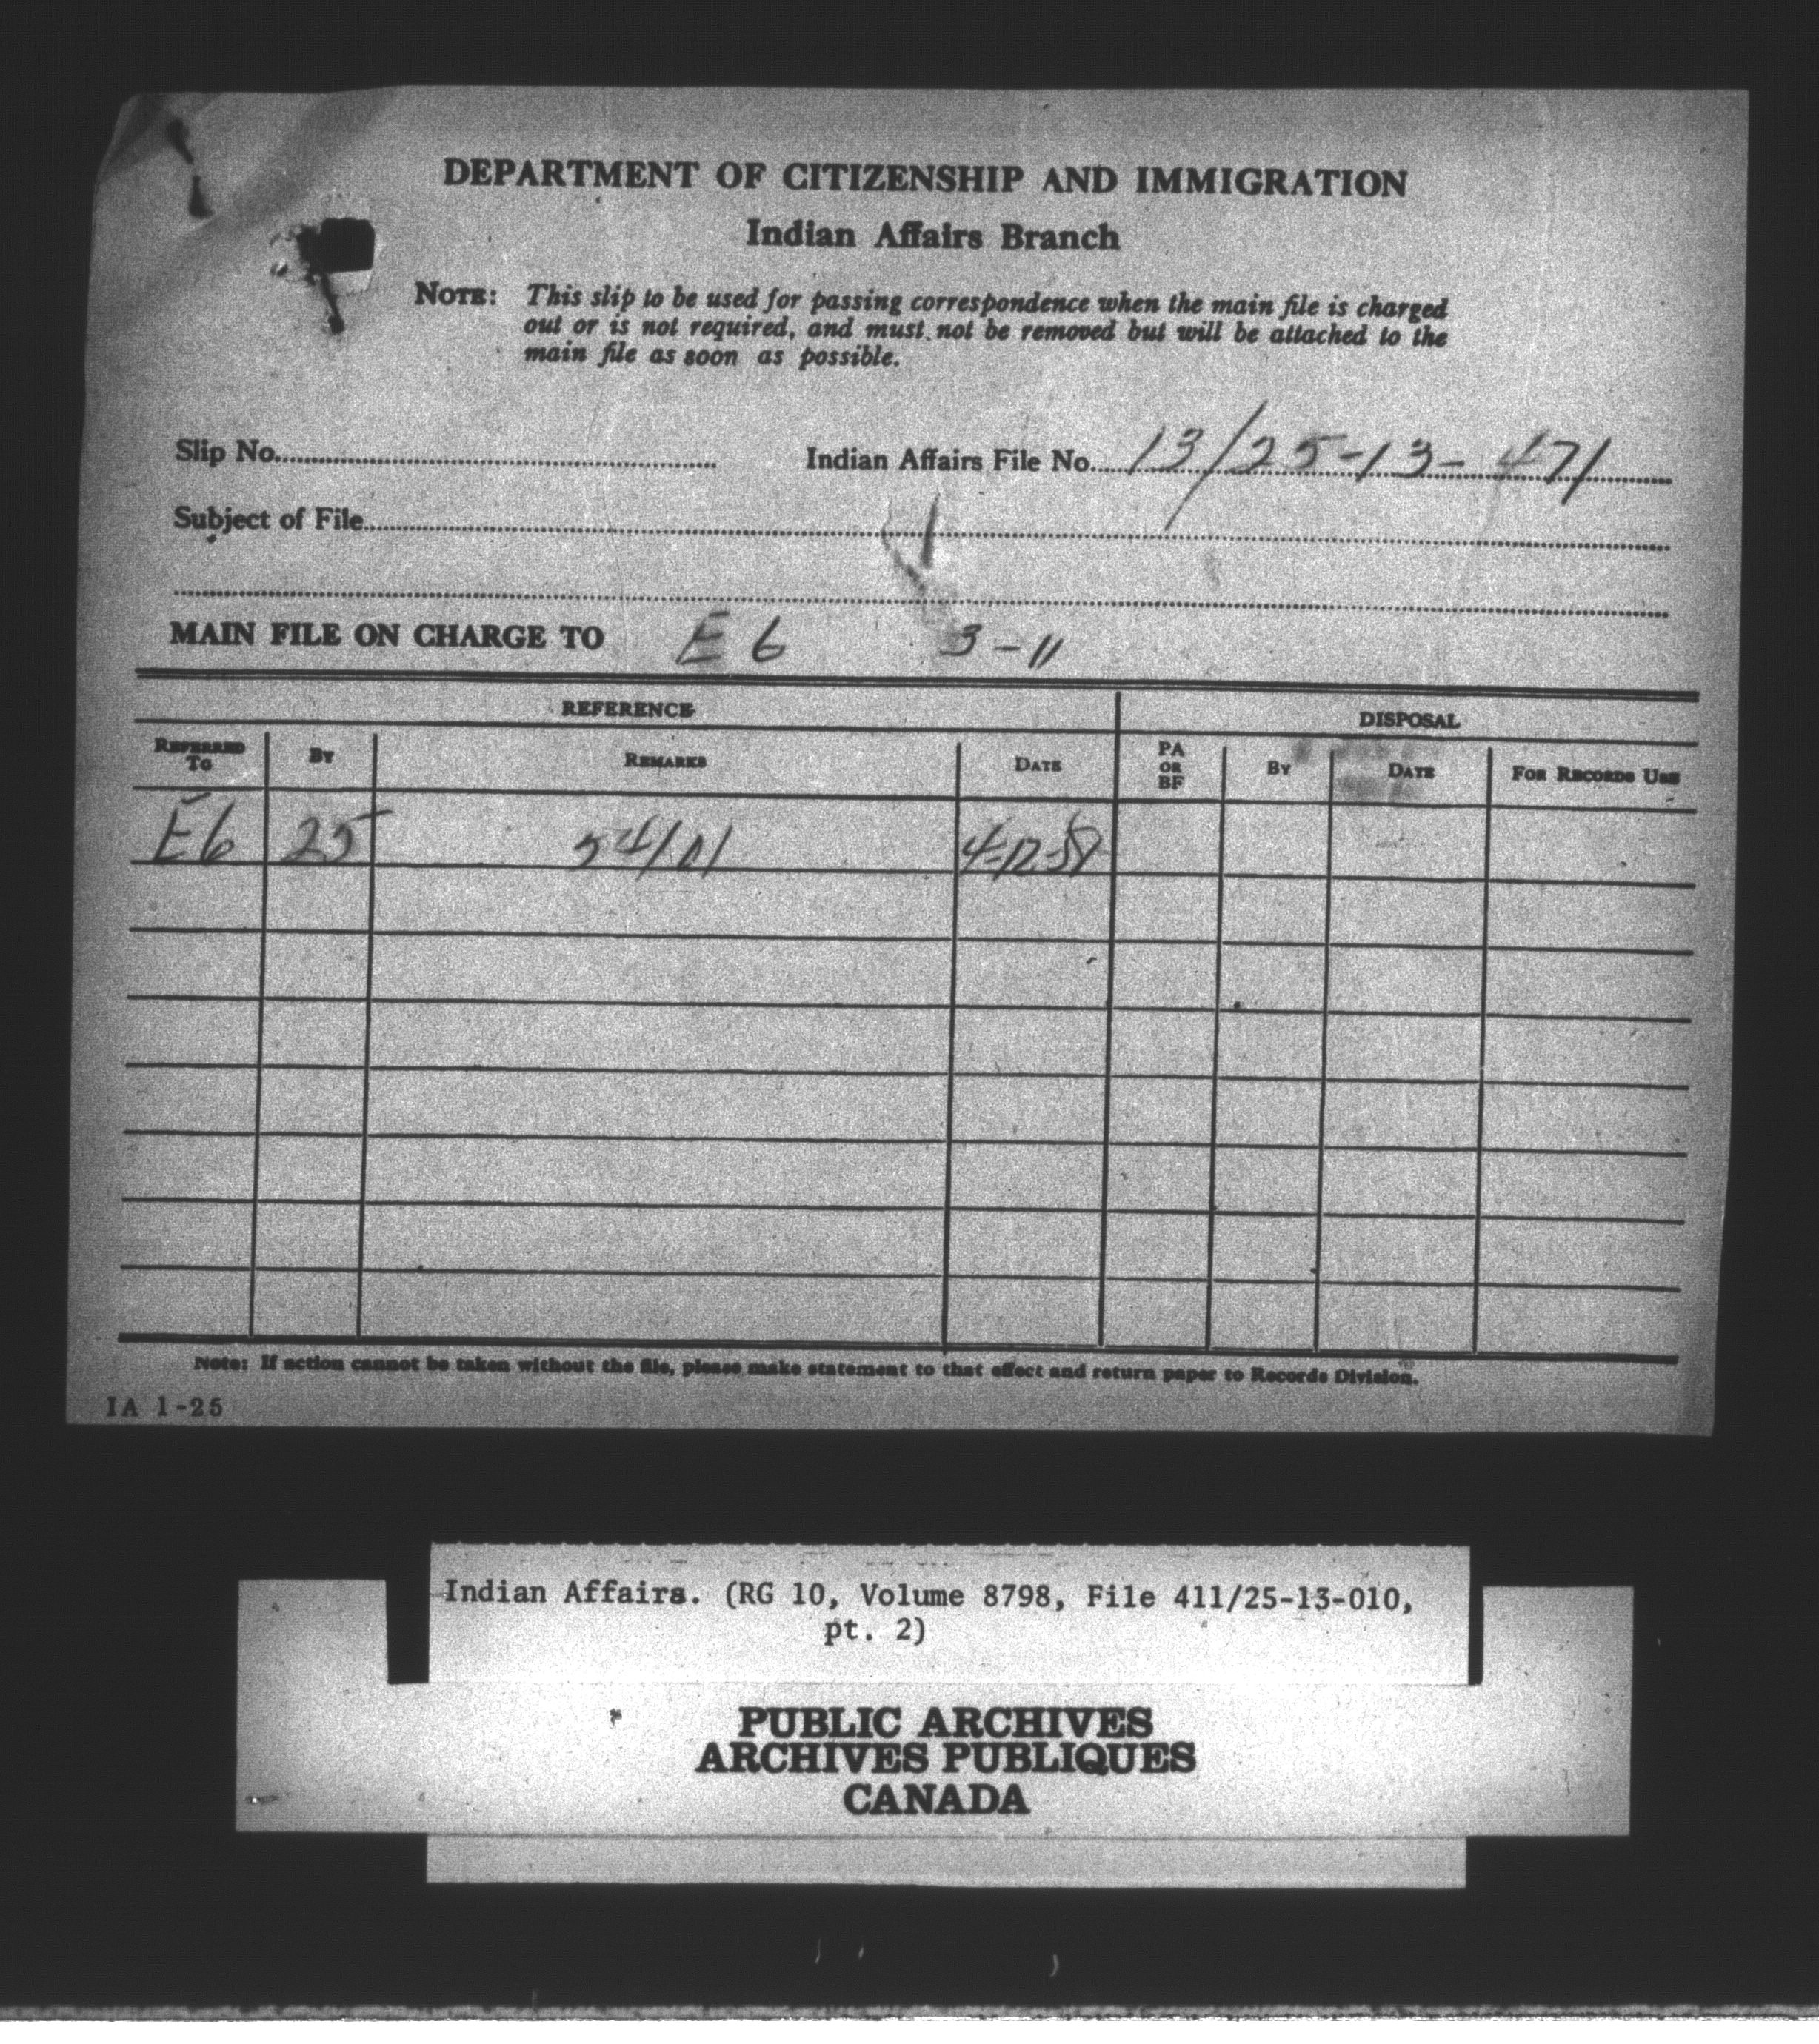 DEPARTMENT OF CITIZENSHIP AND IMMIGRATION
Indian Affairs Branch
NOTE: This slip to be used for passing correspondence when the main file is charged
out or is not required, and must not be removed but will be attached to the
main file as soon as possible.
Slip No. Indian Affairs File No. 13/25-13-471
Subject of File
MAIN FILE ON CHARGE TO E6 3-11
REFERENCE DISPOSAL
REFERRED TO BY REMARKS DATE PA OR BF BY DATE FOR RECORDS USE
E6 25 4-12-58
Note: If action cannot be taken without the file, please make statement to that effect and return paper to Records Division.
IA 1-25
Indian Affairs. (RG 10, Volume 8798, File 411/25-13-010,
pt. 2)
PUBLIC ARCHIVES
ARCHIVES PUBLIQUES
CANADA